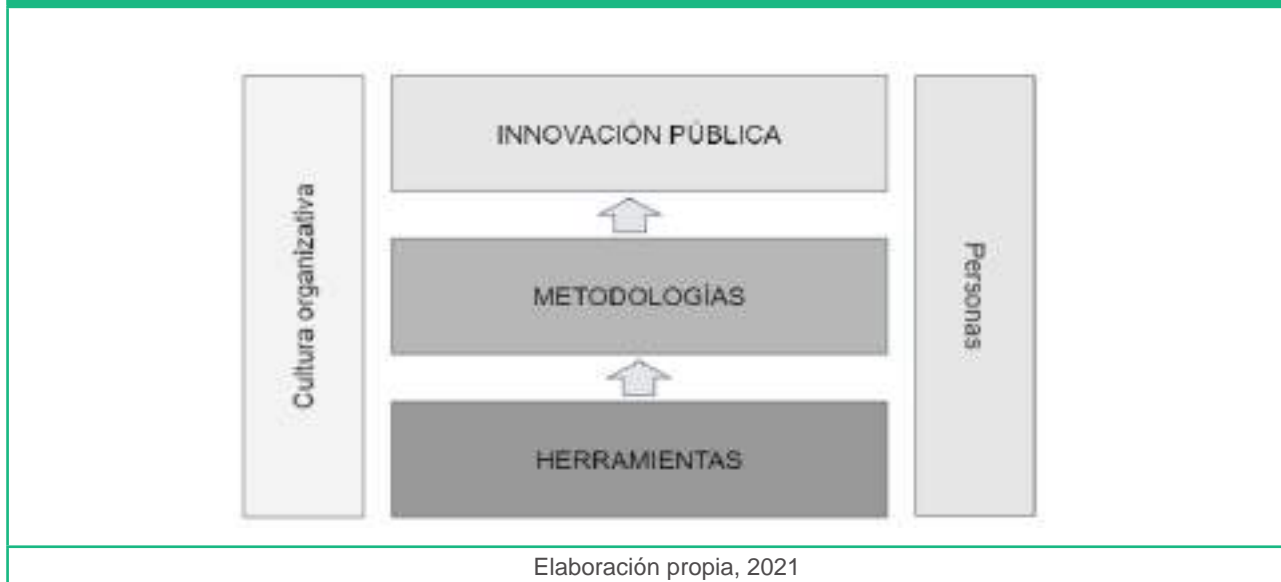 Cultura organizativa
INNOVACIÓN PÚBLICA
METODOLOGÍAS
HERRAMIENTAS
Personas
Elaboración propia, 2021